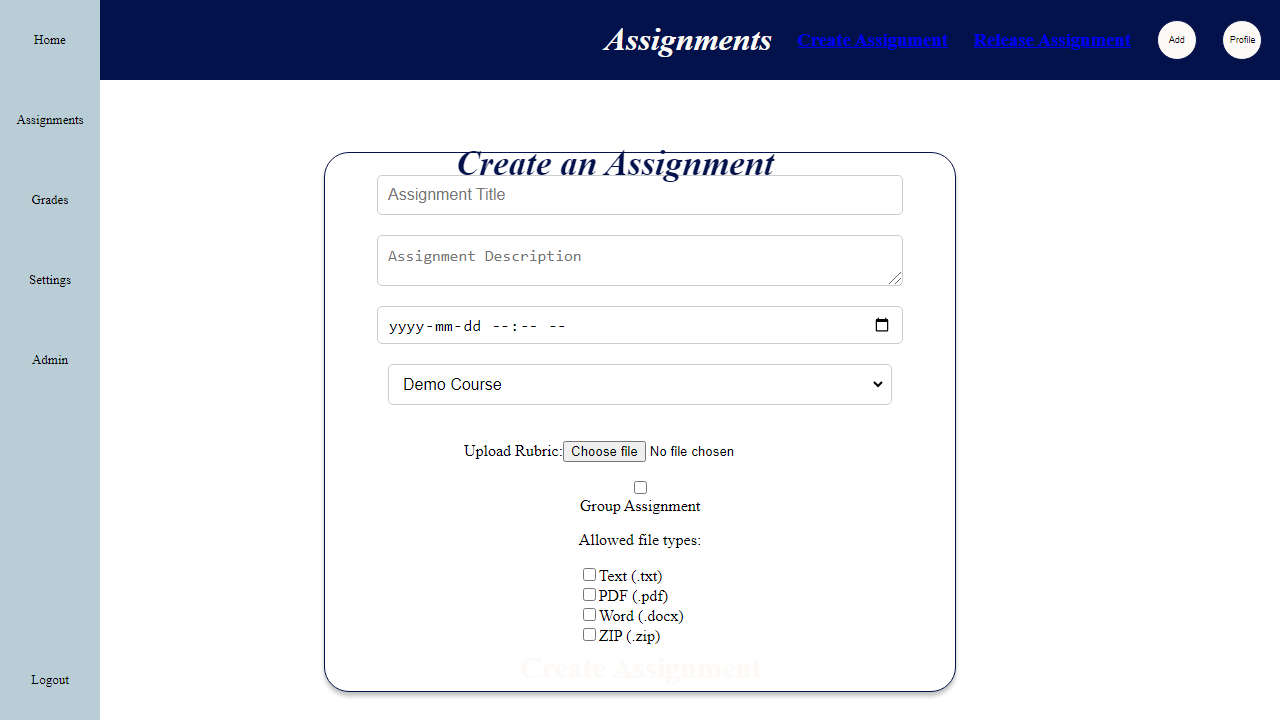 Home
Assignments
Create Assignment
Release Assignment
Add
Profile
Assignments
Grades
Settings
Admin
Logout
Create an Assignment
Assignment Title
Assignment Description
yyyy-mm-dd --:-- --
Demo Course
Upload Rubric:
Choose file
No file chosen
Group Assignment
Allowed file types:
Text (.txt)
PDF (.pdf)
Word (.docx)
ZIP (.zip)
Create Assignment